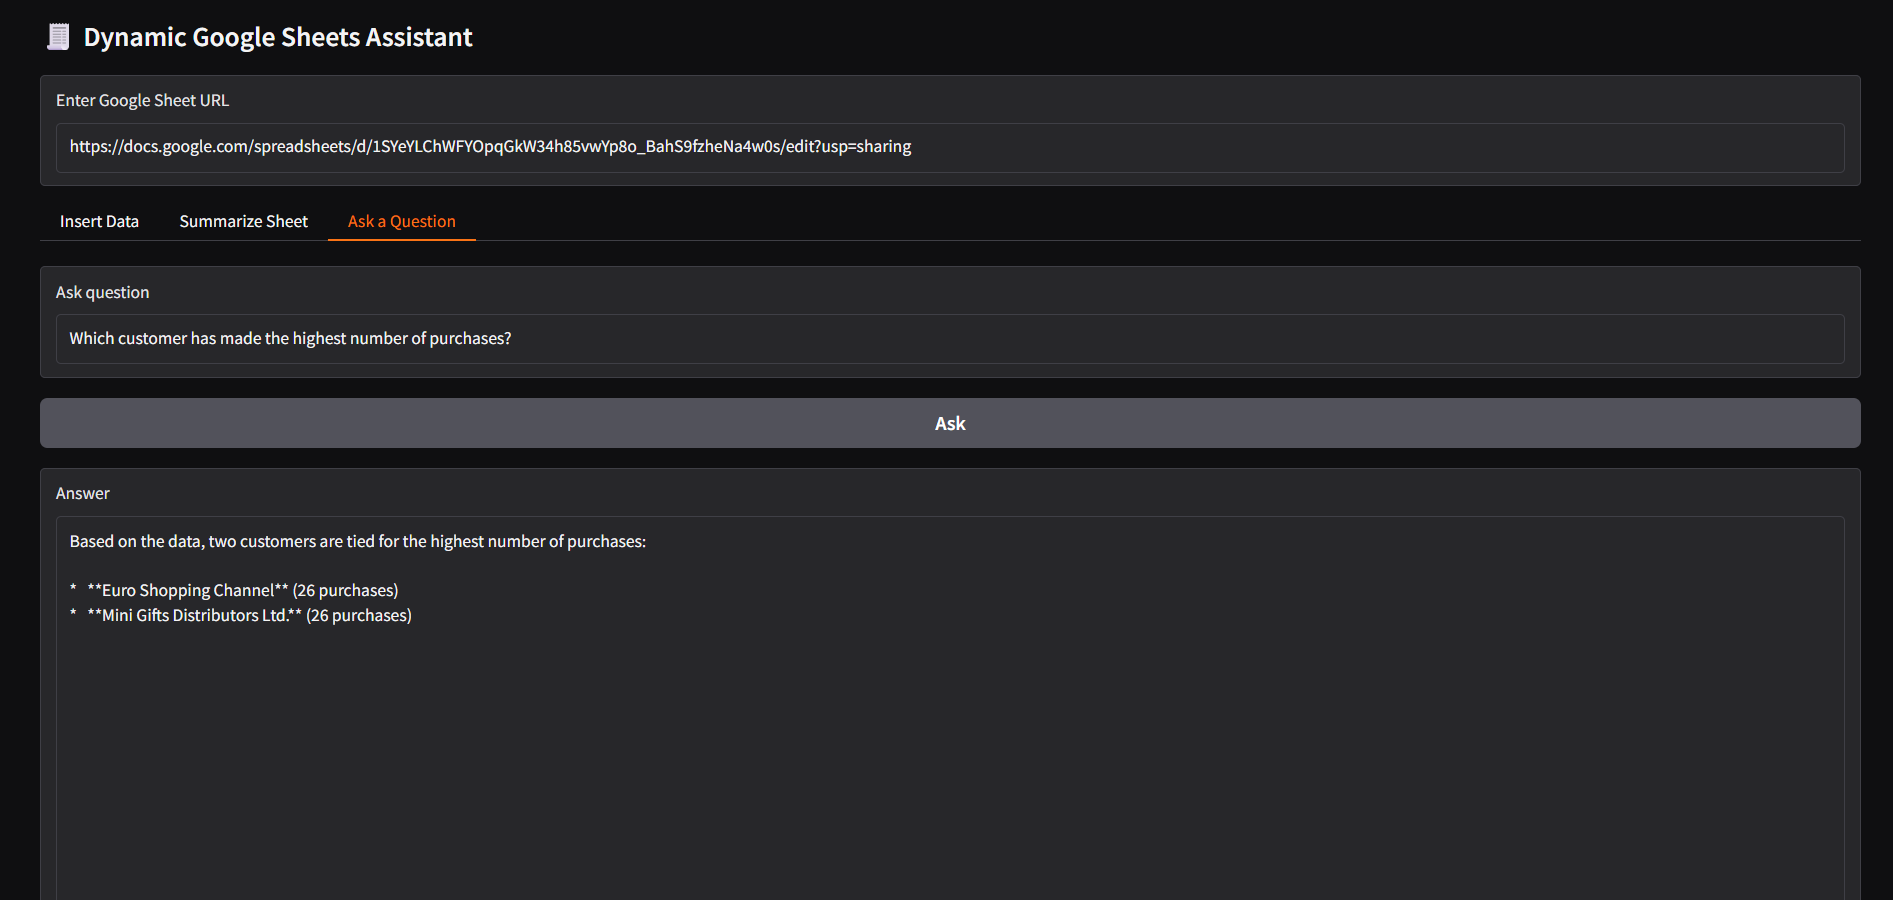 Dynamic Google Sheets Assistant
Enter Google Sheet URL
https://docs.google.com/spreadsheets/d/1SYeYLChWFYOpqGkW34h85vwYp8o_BahS9fzheNa4w0s/edit?usp=sharing
Insert Data Summarize Sheet Ask a Question
Ask question
Which customer has made the highest number of purchases?
Ask
Answer
Based on the data, two customers are tied for the highest number of purchases:
* **Euro Shopping Channel** (26 purchases)
* **Mini Gifts Distributors Ltd.** (26 purchases)